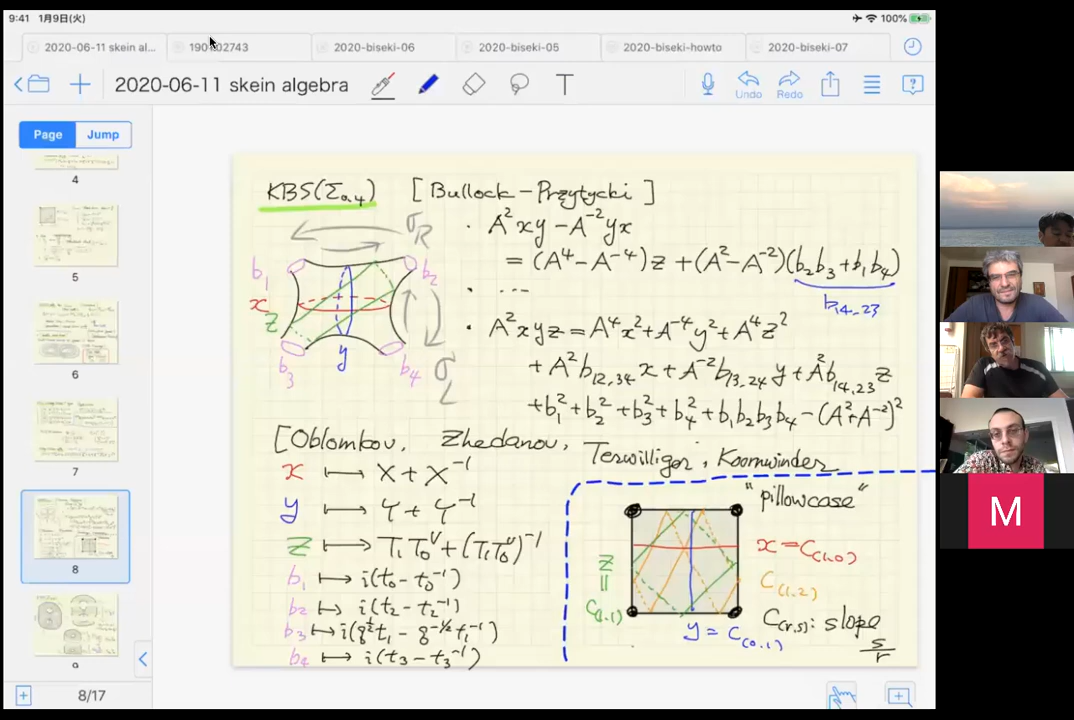 9:41 1月9日(火) 100%
2020-06-11 skein al... 2020-biseki-06 2020-biseki-05 2020-biseki-howto 2020-biseki-07
2020-06-11 skein algebra T Undo Redo
Page Jump
4
5
6
7
8
9
KBS(Σ₀,₄) [Bullock-Przytycki]
· A²xy - A⁻²yx
= (A⁴ - A⁻⁴)z + (A² - A⁻²)(b₂b₃ + b₁b₄)
b₁₄,₂₃
· ...
· A²xyz = A⁴x² + A⁻⁴y² + A⁴z²
+ A²b₁₂,₃₄x + A⁻²b₁₃,₂₄y + A²b₁₄,₂₃z
+ b₁² + b₂² + b₃² + b₄² + b₁b₂b₃b₄ - (A² + A⁻²)²
σR
b₁
b₂
x
z
b₃
y
b₄
σL
[Oblomkov, Zhedanov, Terwilliger, Koornwinder
x ↦ X + X⁻¹
y ↦ Y + Y⁻¹
z ↦ T₁T₀ᵛ + (T₁T₀ᵛ)⁻¹
b₁ ↦ i(t₀ - t₀⁻¹)
b₂ ↦ i(t₂ - t₂⁻¹)
b₃ ↦ i(q^½t₁ - q^-½t₁⁻¹)
b₄ ↦ i(t₃ - t₃⁻¹)
"pillowcase"
z = C(1,1)
x = C(1,0)
C(1,2)
C(r,s): slope s/r
y = C(0,1)
8/17
M